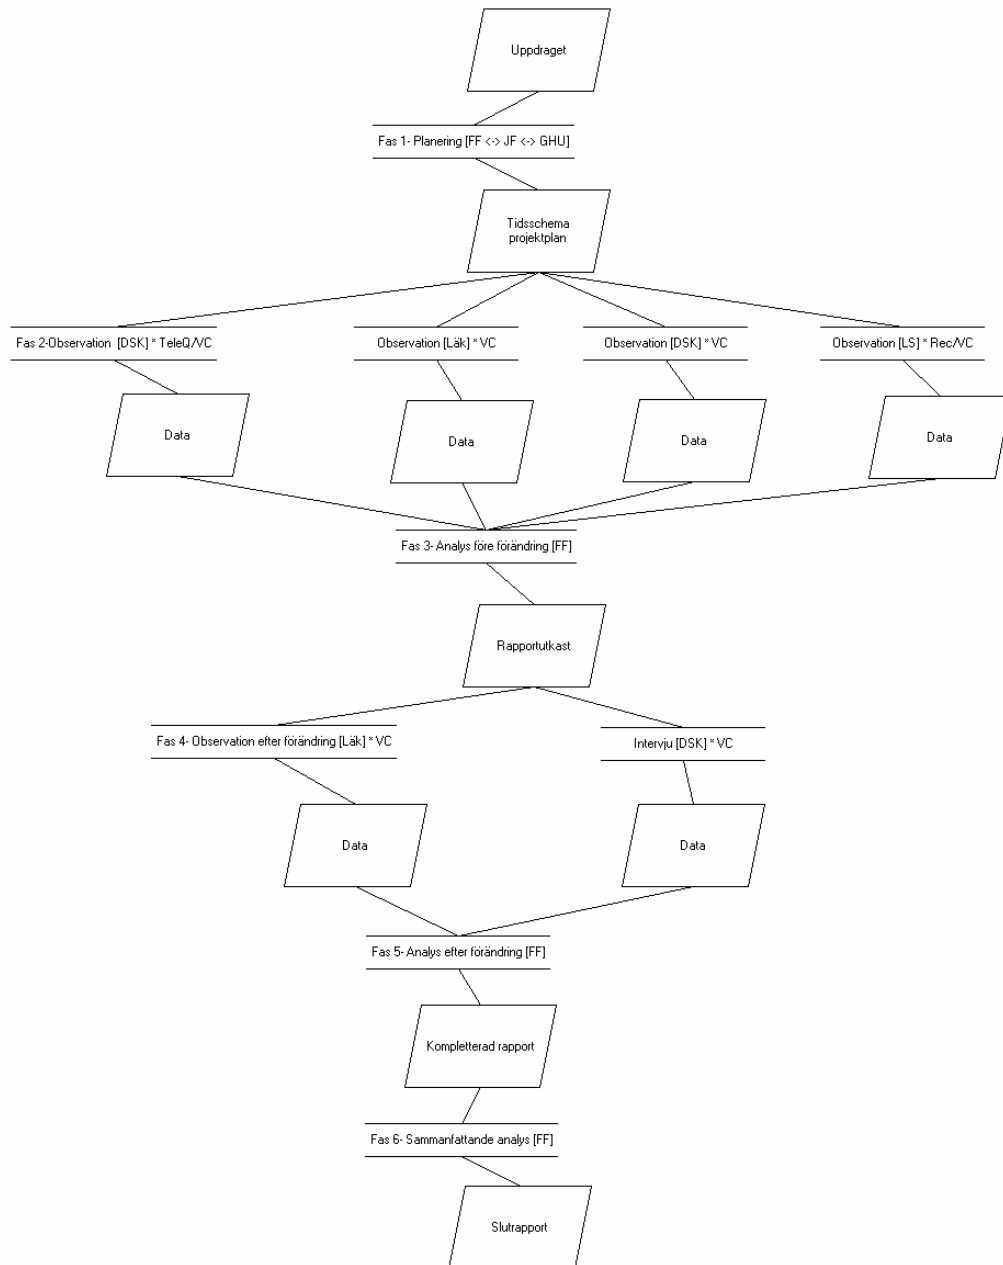 Uppdraget
Fas 1- Planering [FF <-> JF <-> GHU]
Tidsschema
projektplan
Fas 2-Observation  [DSK] * TeleQ/VC
Observation [Läk] * VC
Observation [DSK] * VC
Observation [LS] * Rec/VC
Data
Data
Data
Data
Fas 3- Analys före förändring [FF]
Rapportutkast
Fas 4- Observation efter förändring [Läk] * VC
Intervju [DSK] * VC
Data
Data
Fas 5- Analys efter förändring [FF]
Kompletterad rapport
Fas 6- Sammanfattande analys [FF]
Slutrapport